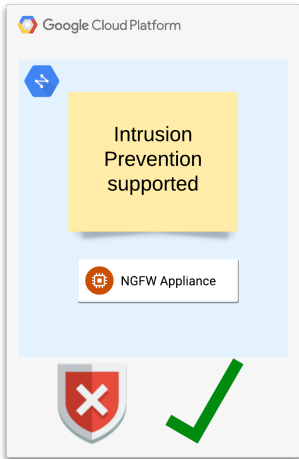 Google Cloud Platform
Intrusion
Prevention
supported
NGFW Appliance